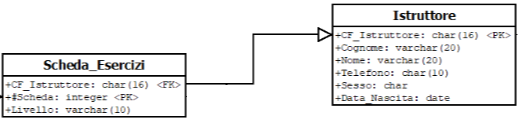 Istruttore
+CF_Istruttore: char(16) <PK>
+Cognome: varchar(20)
+Nome: varchar(20)
+Telefono: char(10)
+Sesso: char
+Data_Nascita: date
Scheda_Esercizi
+CF_Istruttore: char(16) <FK>
+#Scheda: integer <PK>
+Livello: varchar(10)